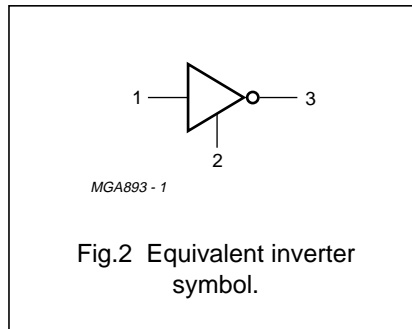 1
3
2
MGA893 - 1
Fig.2 Equivalent inverter
symbol.